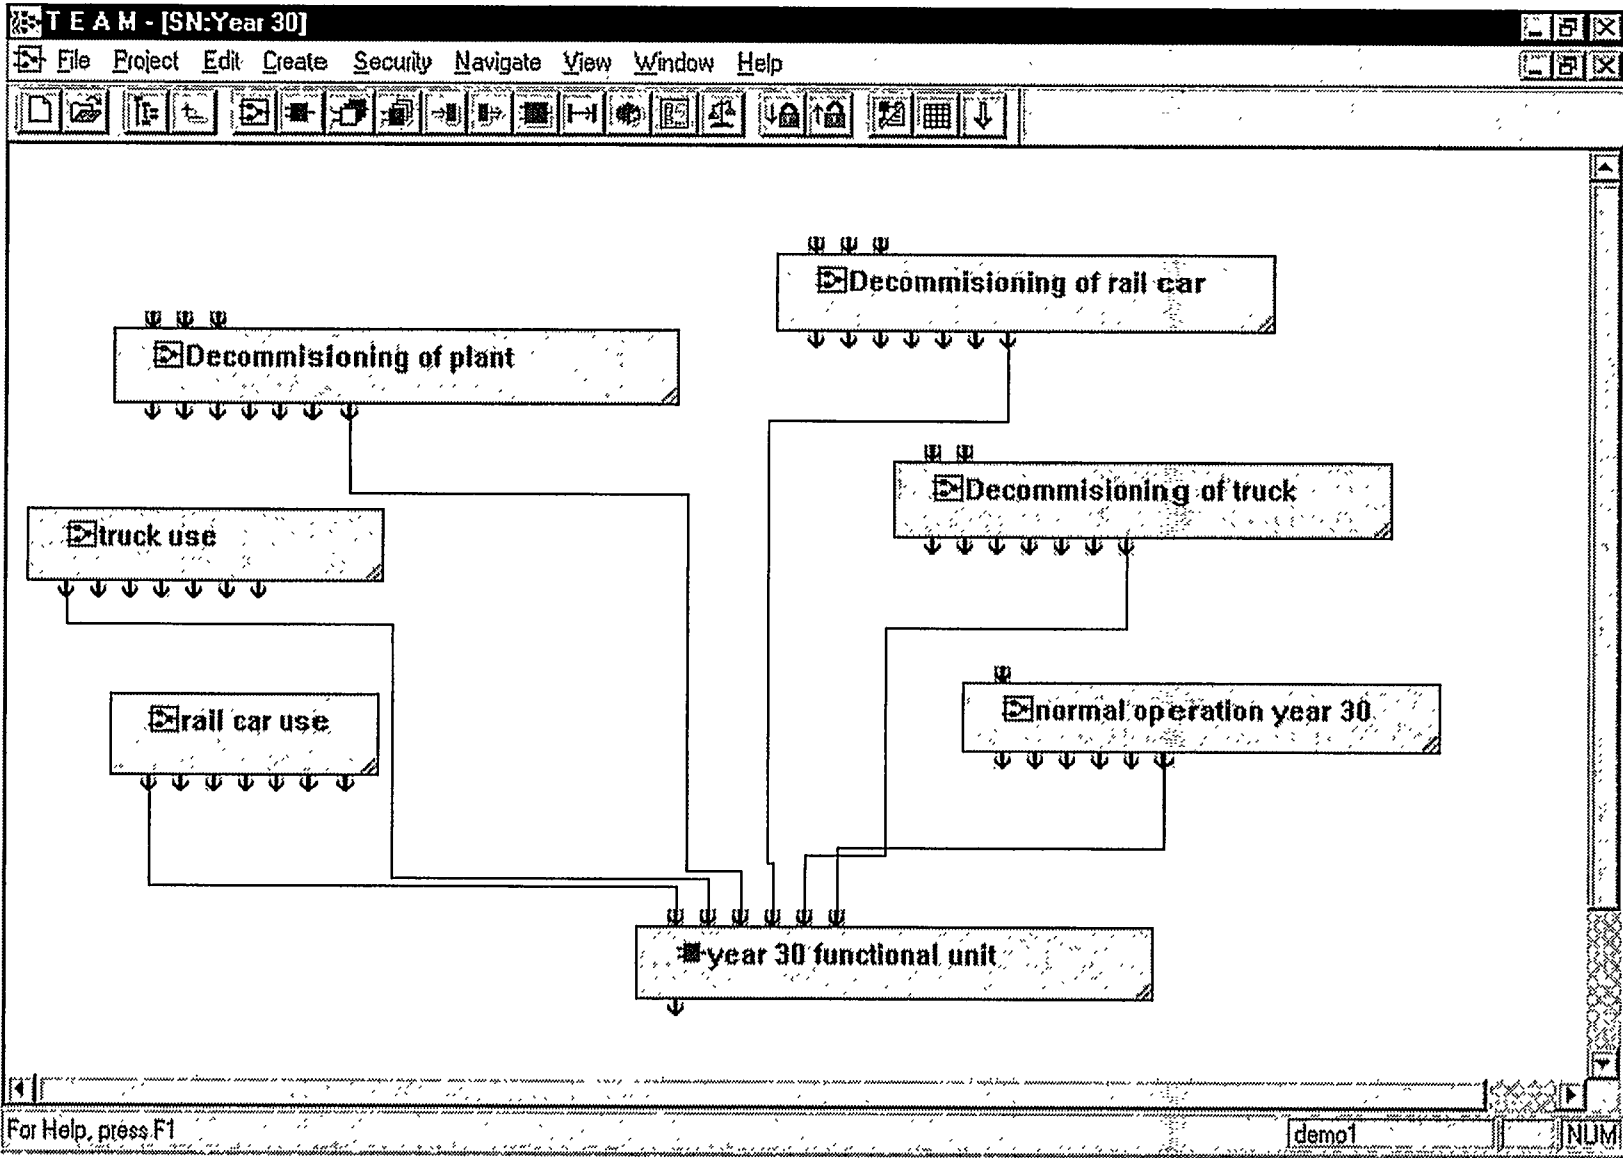 T E A M - [SN:Year 30]
File Project Edit Create Security Navigate View Window Help
Decommisioning of rail car
Decommisioning of plant
Decommisioning of truck
truck use
normal operation year 30
rail car use
year 30 functional unit
For Help, press F1
demo1
NUM